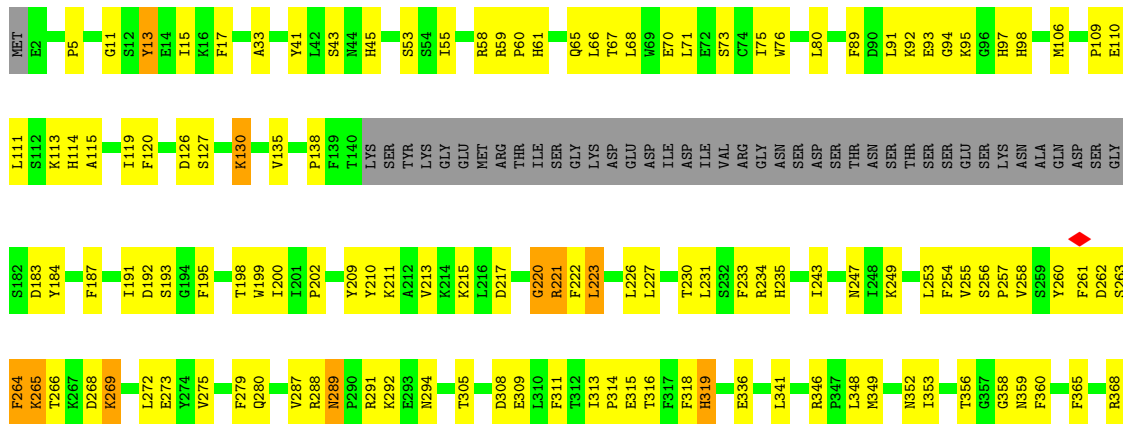 MET E2 P5 G11 S12 Y13 E14 I15 K16 F17 A33 Y41 L42 S43 N44 H45 S53 S54 I55 R58 R59 P60 H61 Q65 L66 T67 L68 W69 E70 L71 E72 S73 C74 I75 W76 L80 F89 D90 L91 K92 E93 G94 K95 G96 H97 H98 M106 P109 E110
L111 S112 K113 H114 A115 I119 F120 D126 S127 K130 V135 P138 F139 T140 LYS SER TYR LYS GLY GLU MET ARG THR ILE SER GLY LYS ASP GLU ASP ILE ASP ILE VAL ARG GLY ASN SER ASP SER THR ASN SER THR SER SER GLU SER LYS ASN ALA GLN ASP SER GLY
S182 D183 Y184 F187 I191 D192 S193 G194 F195 T198 W199 I200 I201 P202 Y209 Y210 K211 A212 V213 K214 K215 L216 D217 G220 R221 F222 L223 L226 L227 T230 L231 S232 F233 R234 H235 I243 N247 I248 K249 L253 F254 V255 S256 P257 V258 S259 Y260 F261 D262 S263
F264 K265 T266 K267 D268 K269 L272 E273 Y274 V275 F279 Q280 V287 R288 N289 P290 R291 K292 E293 N294 T305 D308 E309 L310 F311 T312 I313 P314 E315 T316 F317 F318 H319 E336 L341 R346 P347 L348 M349 N352 I353 T356 G357 G358 N359 F360 F365 R368